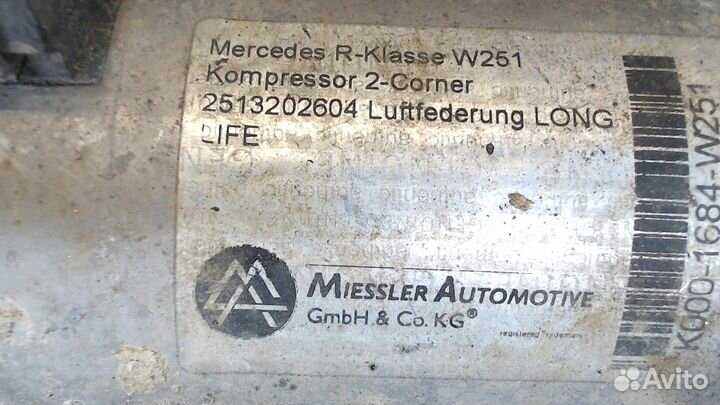 Mercedes R-Klasse W251
Kompressor 2-Corner
2513202604 Luftfederung LONG
LIFE
MIESSLER AUTOMOTIVE
GmbH & Co. KG®
registered Trademark
K000-1684-W251
Avito